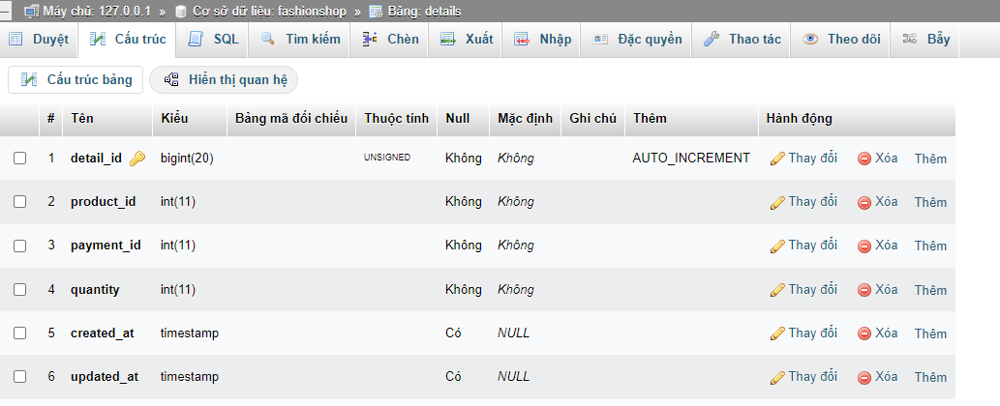 Máy chủ: 127.0.0.1 » Cơ sở dữ liệu: fashionshop » Bảng: details
Duyệt Cấu trúc SQL Tìm kiếm Chèn Xuất Nhập Đặc quyền Thao tác Theo dõi Bẫy
Cấu trúc bảng Hiển thị quan hệ
# Tên Kiểu Bảng mã đối chiếu Thuộc tính Null Mặc định Ghi chú Thêm Hành động
1 detail_id bigint(20) UNSIGNED Không Không AUTO_INCREMENT Thay đổi Xóa Thêm
2 product_id int(11) Không Không Thay đổi Xóa Thêm
3 payment_id int(11) Không Không Thay đổi Xóa Thêm
4 quantity int(11) Không Không Thay đổi Xóa Thêm
5 created_at timestamp Có NULL Thay đổi Xóa Thêm
6 updated_at timestamp Có NULL Thay đổi Xóa Thêm